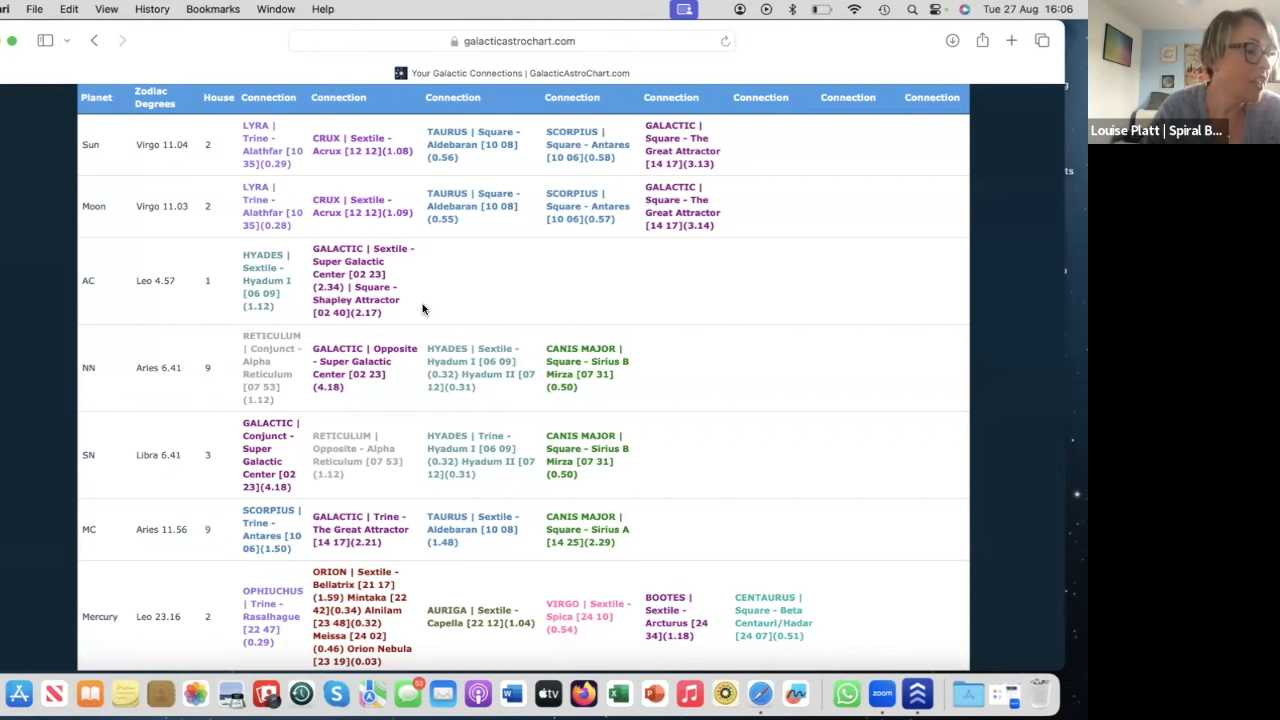 ari File Edit View History Bookmarks Window Help Tue 27 Aug 16:06
galacticastrochart.com
Your Galactic Connections | GalacticAstroChart.com
Louise Platt | Spiral B...
ts
Planet Zodiac Degrees House Connection Connection Connection Connection Connection Connection Connection Connection
Sun Virgo 11.04 2
LYRA |
Trine -
Alathfar [10
35](0.29)
CRUX | Sextile -
Acrux [12 12](1.08)
TAURUS | Square -
Aldebaran [10 08]
(0.56)
SCORPIUS |
Square - Antares
[10 06](0.58)
GALACTIC |
Square - The
Great Attractor
[14 17](3.13)
Moon Virgo 11.03 2
LYRA |
Trine -
Alathfar [10
35](0.28)
CRUX | Sextile -
Acrux [12 12](1.09)
TAURUS | Square -
Aldebaran [10 08]
(0.55)
SCORPIUS |
Square - Antares
[10 06](0.57)
GALACTIC |
Square - The
Great Attractor
[14 17](3.14)
AC Leo 4.57 1
HYADES |
Sextile -
Hyadum I
[06 09]
(1.12)
GALACTIC | Sextile -
Super Galactic
Center [02 23]
(2.34) | Square -
Shapley Attractor
[02 40](2.17)
NN Aries 6.41 9
RETICULUM
| Conjunct -
Alpha
Reticulum
[07 53]
(1.12)
GALACTIC | Opposite
- Super Galactic
Center [02 23]
(4.18)
HYADES | Sextile -
Hyadum I [06 09]
(0.32) Hyadum II [07
12](0.31)
CANIS MAJOR |
Square - Sirius B
Mirza [07 31]
(0.50)
SN Libra 6.41 3
GALACTIC |
Conjunct -
Super
Galactic
Center [02
23](4.18)
RETICULUM |
Opposite - Alpha
Reticulum [07 53]
(1.12)
HYADES | Trine -
Hyadum I [06 09]
(0.32) Hyadum II [07
12](0.31)
CANIS MAJOR |
Square - Sirius B
Mirza [07 31]
(0.50)
MC Aries 11.56 9
SCORPIUS |
Trine -
Antares [10
06](1.50)
GALACTIC | Trine -
The Great Attractor
[14 17](2.21)
TAURUS | Sextile -
Aldebaran [10 08]
(1.48)
CANIS MAJOR |
Square - Sirius A
[14 25](2.29)
Mercury Leo 23.16 2
OPHIUCHUS
| Trine -
Rasalhague
[22 47]
(0.29)
ORION | Sextile -
Bellatrix [21 17]
(1.59) Mintaka [22
42](0.34) Alnilam
[23 48](0.32)
Meissa [24 02]
(0.46) Orion Nebula
[23 19](0.03)
AURIGA | Sextile -
Capella [22 12](1.04)
VIRGO | Sextile -
Spica [24 10]
(0.54)
BOOTES |
Sextile -
Arcturus [24
34](1.18)
CENTAURUS |
Square - Beta
Centauri/Hadar
[24 07](0.51)
tv
zoom